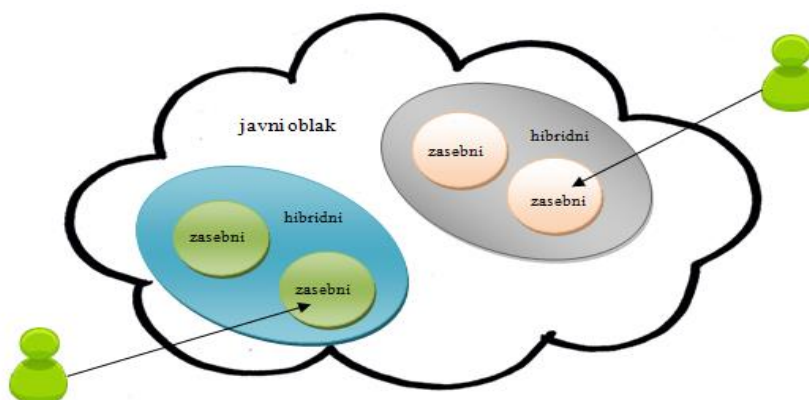 javni oblak
hibridni
zasebni
zasebni
hibridni
zasebni
zasebni